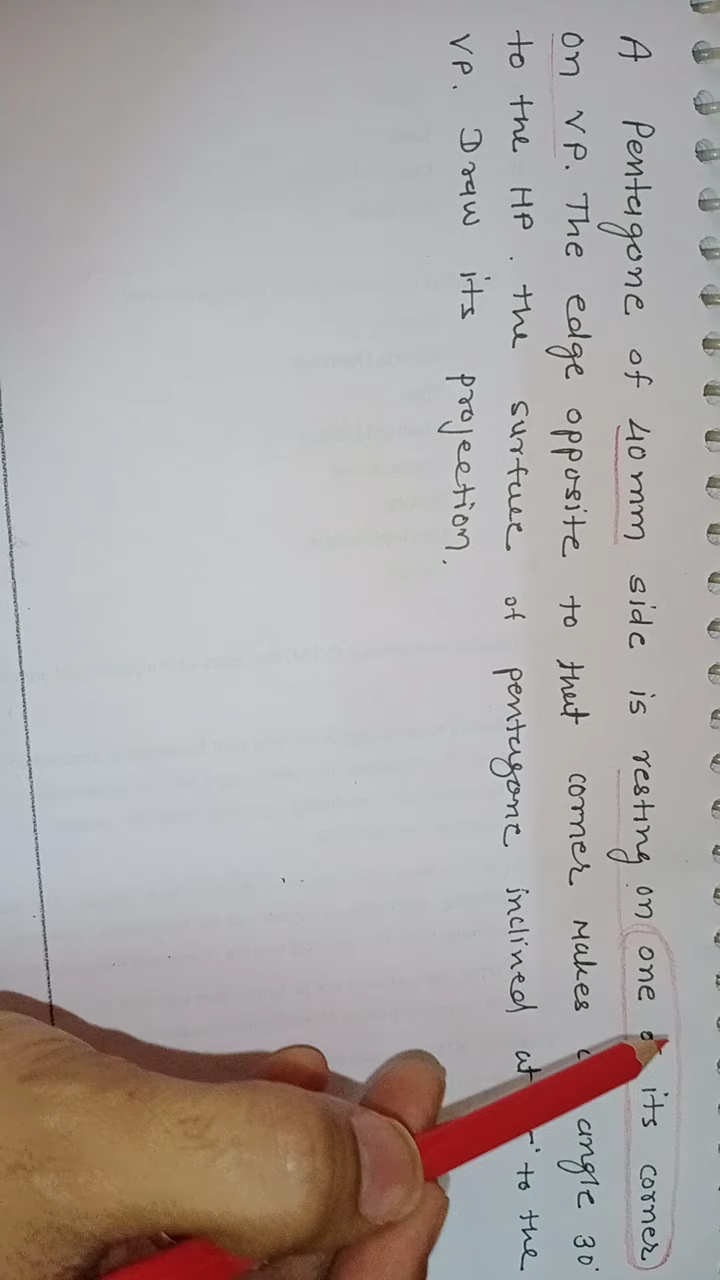 A Pentagone of 40mm side is resting on one its corner
on VP. The edge opposite to that corner makes angle 30°
to the HP. the surface of pentagone inclined at to the
VP. Draw its projection.